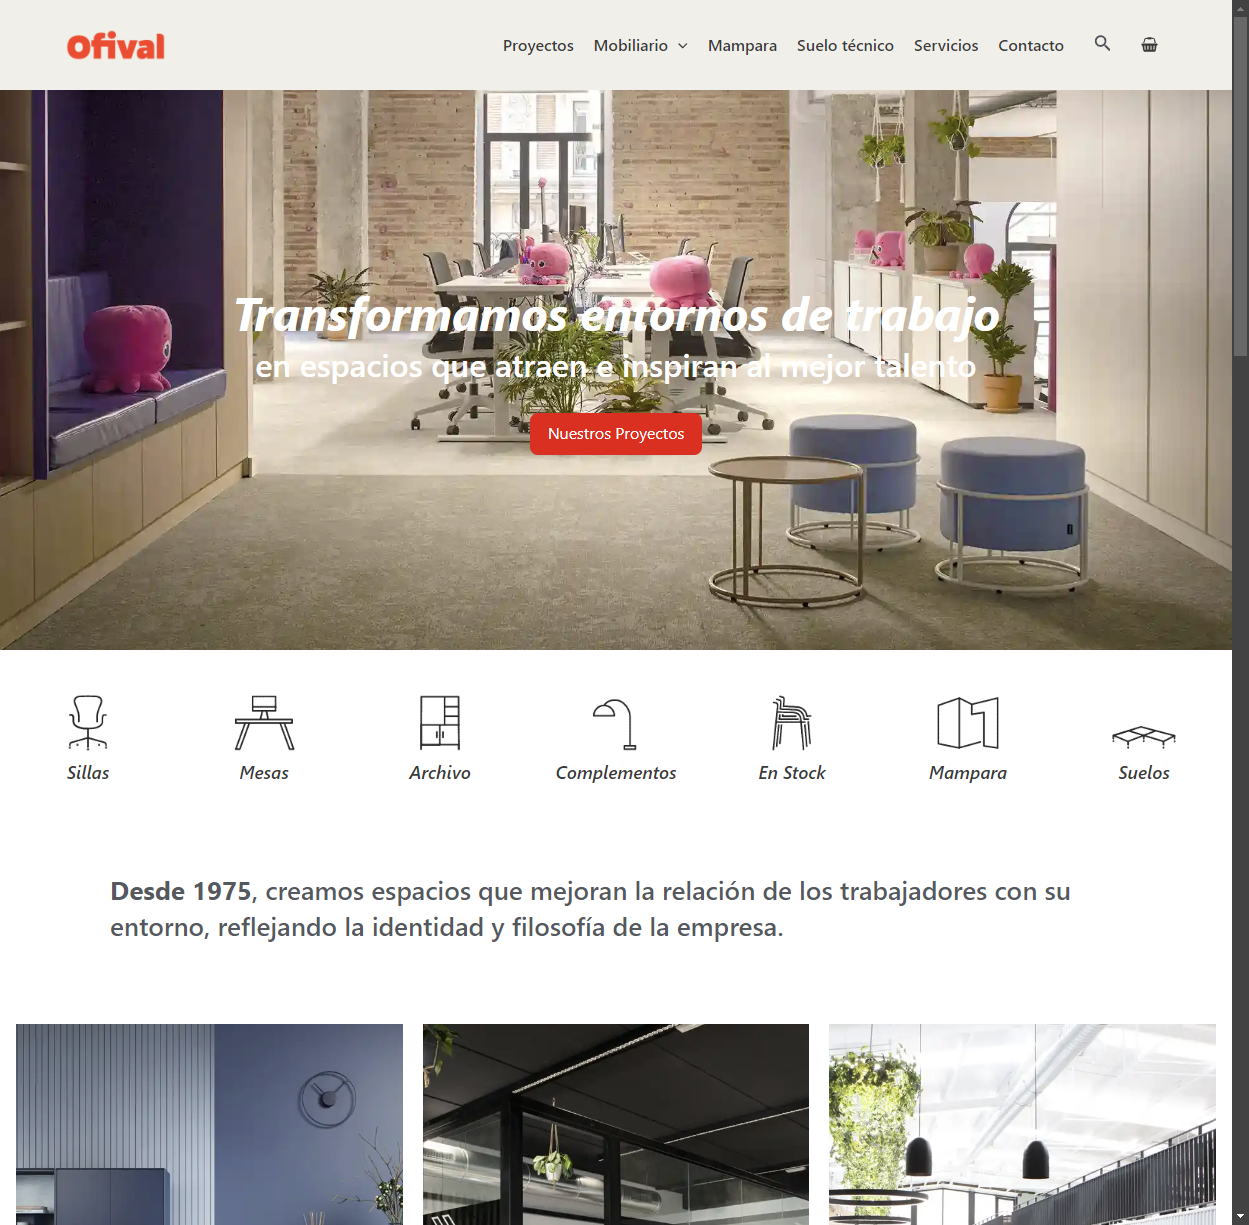 Ofival
Proyectos
Mobiliario
Mampara
Suelo técnico
Servicios
Contacto
Transformamos entornos de trabajo
en espacios que atraen e inspiran al mejor talento
Nuestros Proyectos
Sillas
Mesas
Archivo
Complementos
En Stock
Mampara
Suelos
Desde 1975, creamos espacios que mejoran la relación de los trabajadores con su
entorno, reflejando la identidad y filosofía de la empresa.